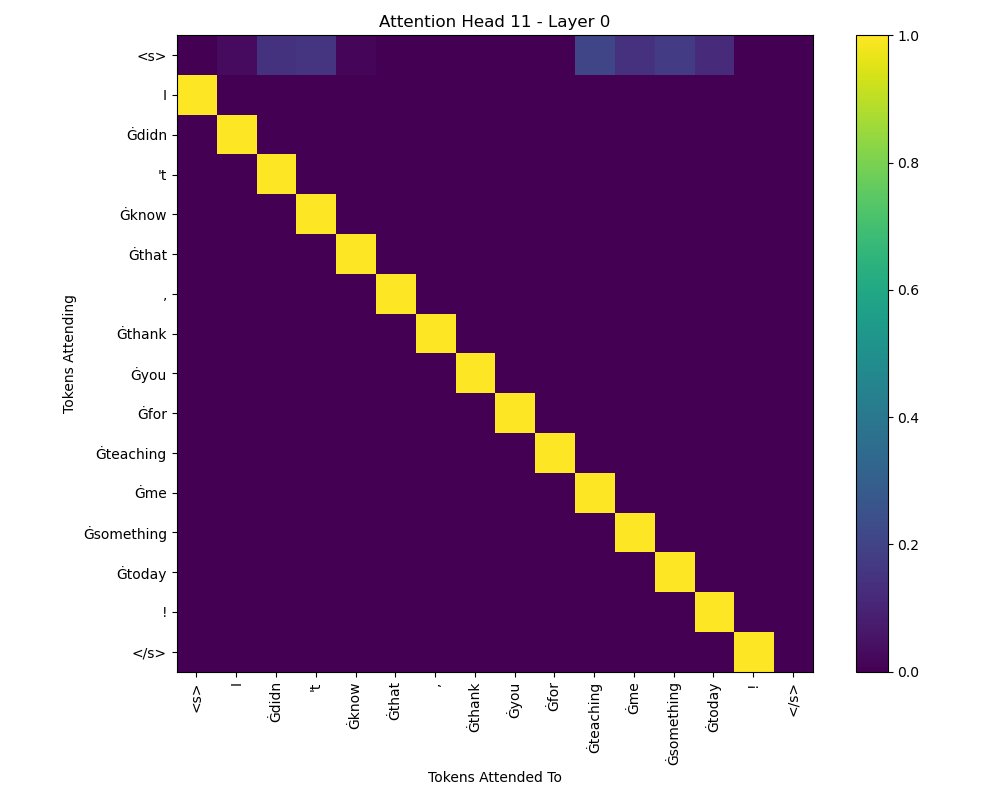 Attention Head 11 - Layer 0
<s>
I
Ġdidn
't
Ġknow
Ġthat
,
Ġthank
Ġyou
Ġfor
Ġteaching
Ġme
Ġsomething
Ġtoday
!
</s>
Tokens Attending
<s>
I
Ġdidn
't
Ġknow
Ġthat
,
Ġthank
Ġyou
Ġfor
Ġteaching
Ġme
Ġsomething
Ġtoday
!
</s>
Tokens Attended To
1.0
0.8
0.6
0.4
0.2
0.0